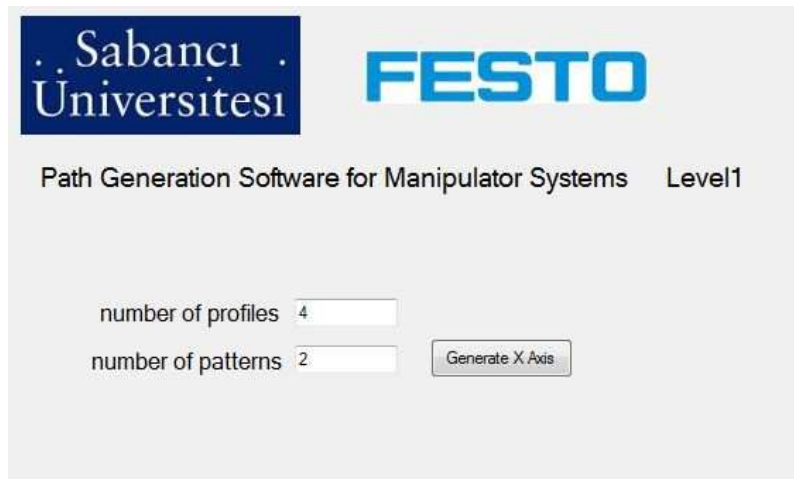 Sabancı
Üniversitesi
FESTO
Path Generation Software for Manipulator Systems Level1
number of profiles 4
number of patterns 2 Generate X Axis